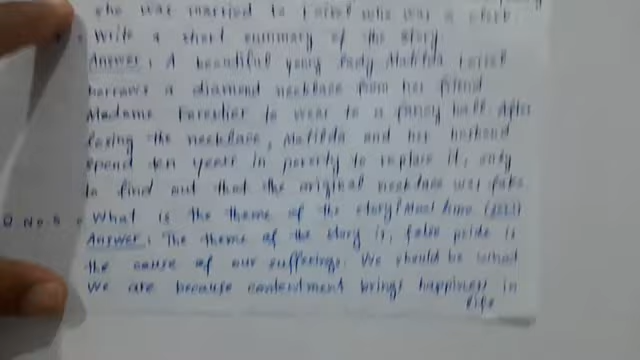 she was married to Loisel who was a clerk
Write a short summary of the story.
Answer: A beautiful young lady Matilda Loisel
borrows a diamond necklace from her friend
Madame Forestier to wear to a fancy ball. After
losing the necklace, Matilda and her husband
spend ten years in poverty to replace it, only
to find out that the original necklace was fake.
Q No. 5. What is the theme of the story?
Answer: The theme of the story is, false pride is
the cause of our sufferings. We should be what
We are because contentment brings happiness in
life